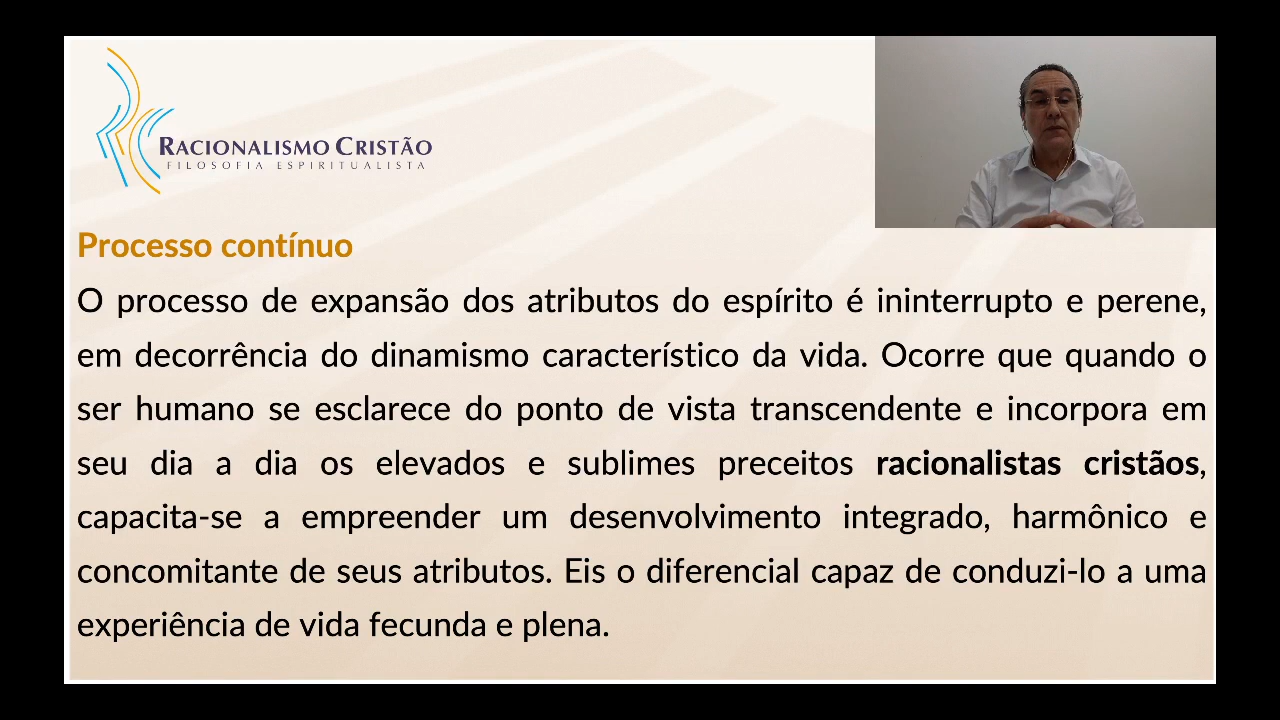 RACIONALISMO CRISTÃO
FILOSOFIA ESPIRITUALISTA
Processo contínuo
O processo de expansão dos atributos do espírito é ininterrupto e perene,
em decorrência do dinamismo característico da vida. Ocorre que quando o
ser humano se esclarece do ponto de vista transcendente e incorpora em
seu dia a dia os elevados e sublimes preceitos racionalistas cristãos,
capacita-se a empreender um desenvolvimento integrado, harmônico e
concomitante de seus atributos. Eis o diferencial capaz de conduzi-lo a uma
experiência de vida fecunda e plena.